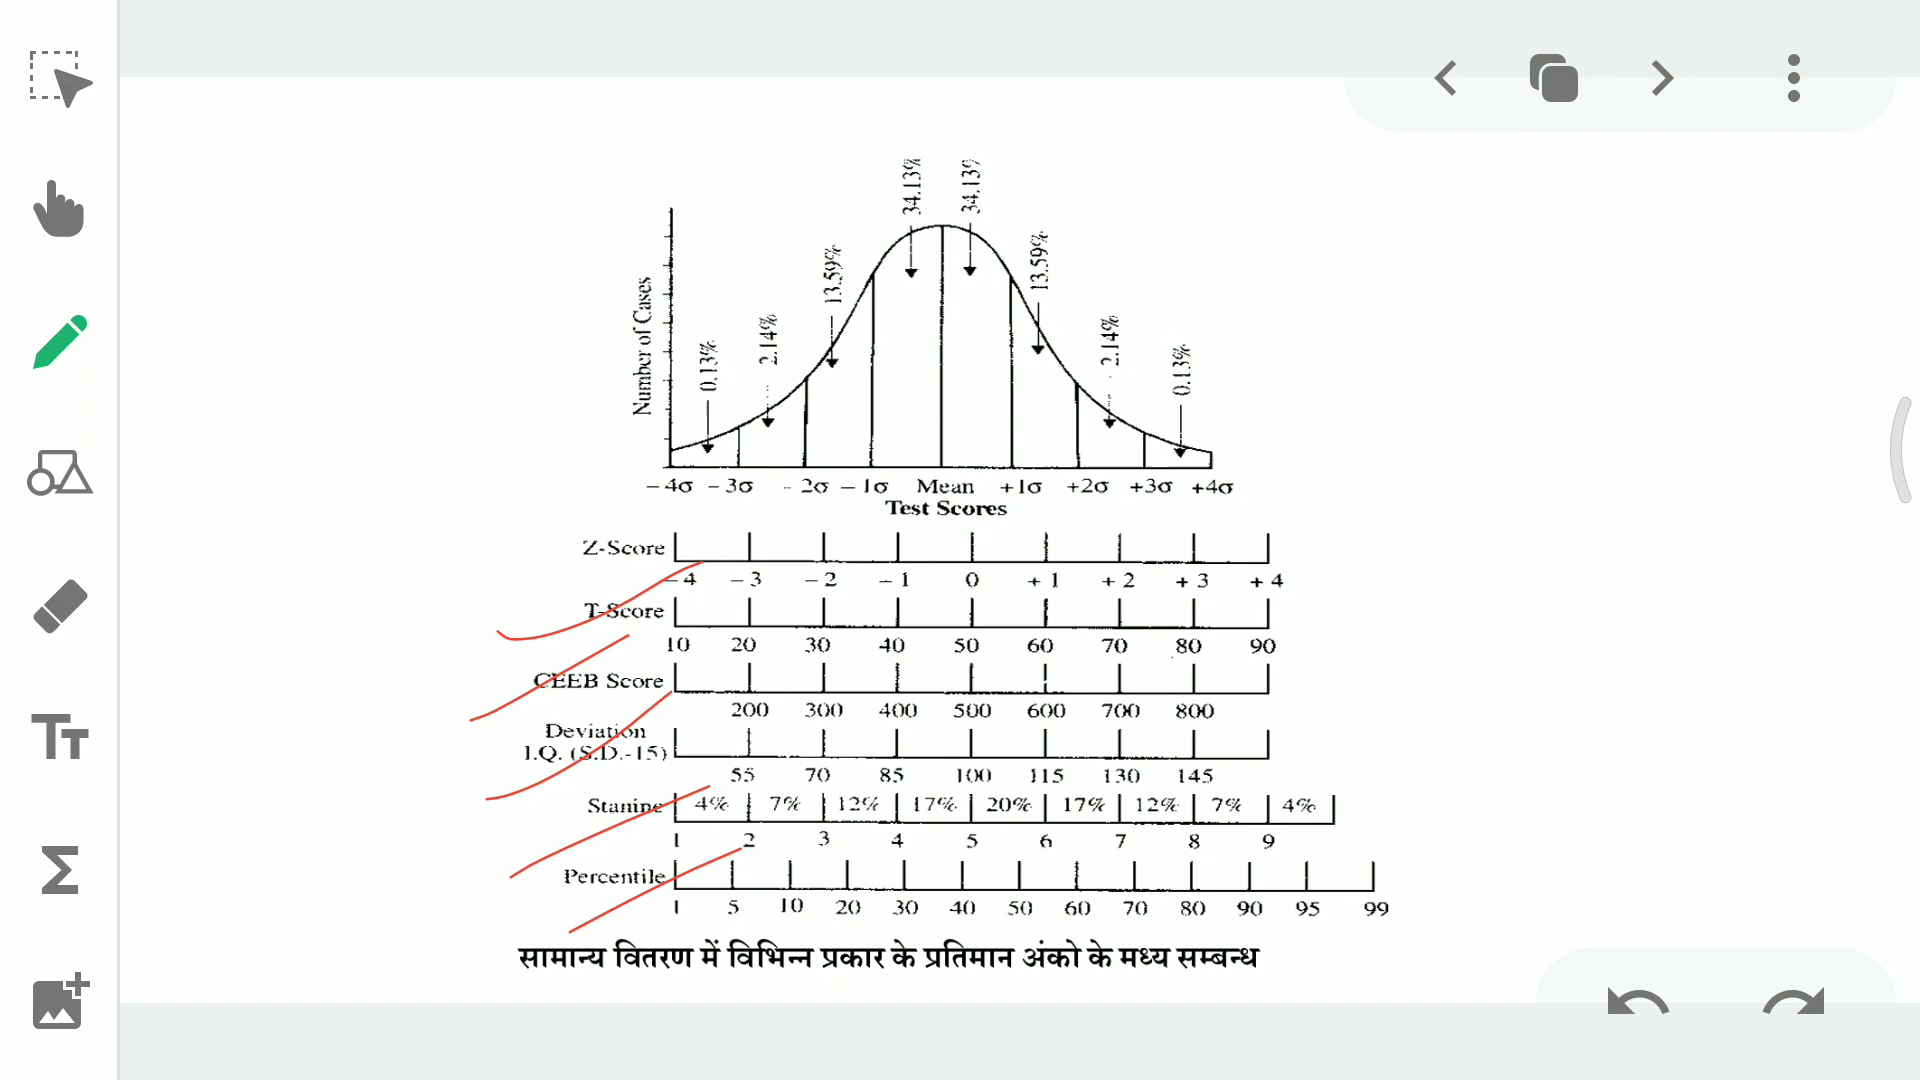 34.13%
34.13%
13.59%
13.59%
2.14%
2.14%
0.13%
0.13%
Number of Cases
– 4σ – 3σ – 2σ – 1σ Mean +1σ +2σ +3σ +4σ
Test Scores
Z-Score
– 4 – 3 – 2 – 1 0 + 1 + 2 + 3 + 4
T-Score
10 20 30 40 50 60 70 80 90
CEEB Score
200 300 400 500 600 700 800
Deviation
I.Q. (S.D.-15)
55 70 85 100 115 130 145
Stanine 4% 7% 12% 17% 20% 17% 12% 7% 4%
1 2 3 4 5 6 7 8 9
Percentile
1 5 10 20 30 40 50 60 70 80 90 95 99
सामान्य वितरण में विभिन्न प्रकार के प्रतिमान अंको के मध्य सम्बन्ध